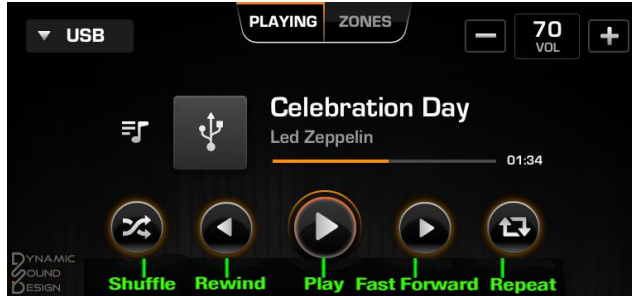 USB
PLAYING
ZONES
70
VOL
Celebration Day
Led Zeppelin
01:34
Shuffle Rewind Play Fast Forward Repeat
DYNAMIC
SOUND
DESIGN